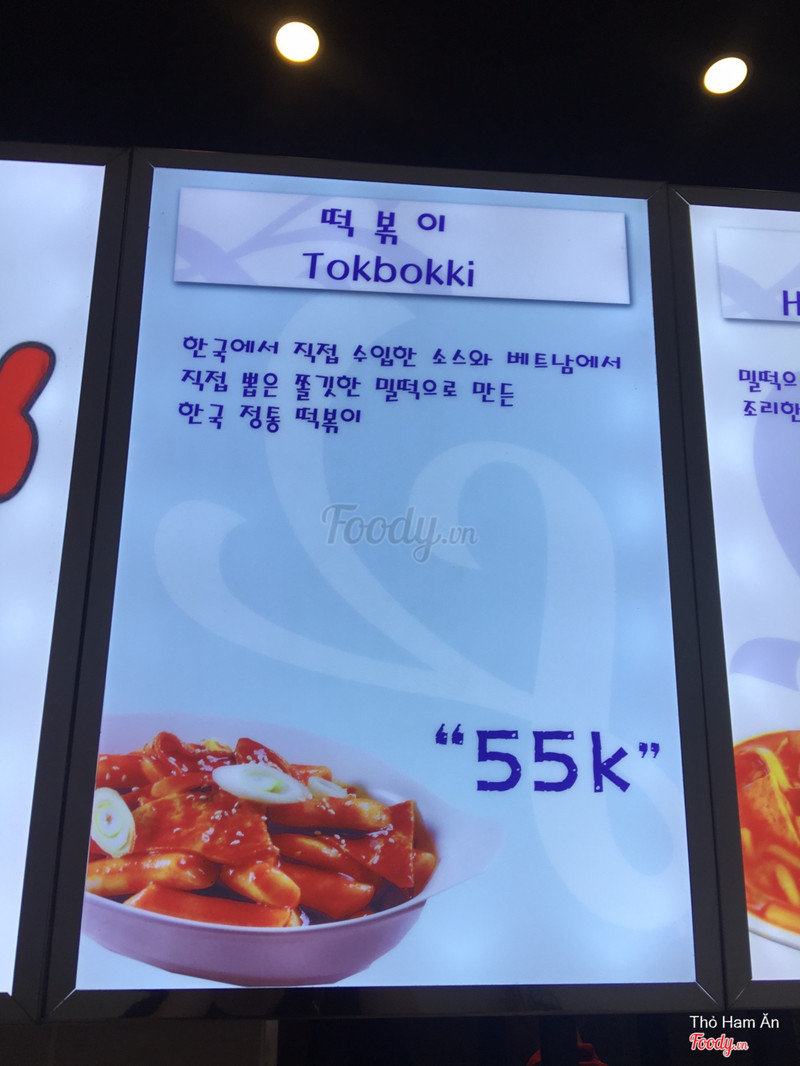 떡볶이
Tokbokki
한국에서 직접 수입한 소스와 베트남에서
직접 뽑은 쫄깃한 밀떡으로 만든
한국 정통 떡볶이
Foody.vn
"55k"
H
밀떡으
조리한
Thỏ Ham Ăn
Foody.vn